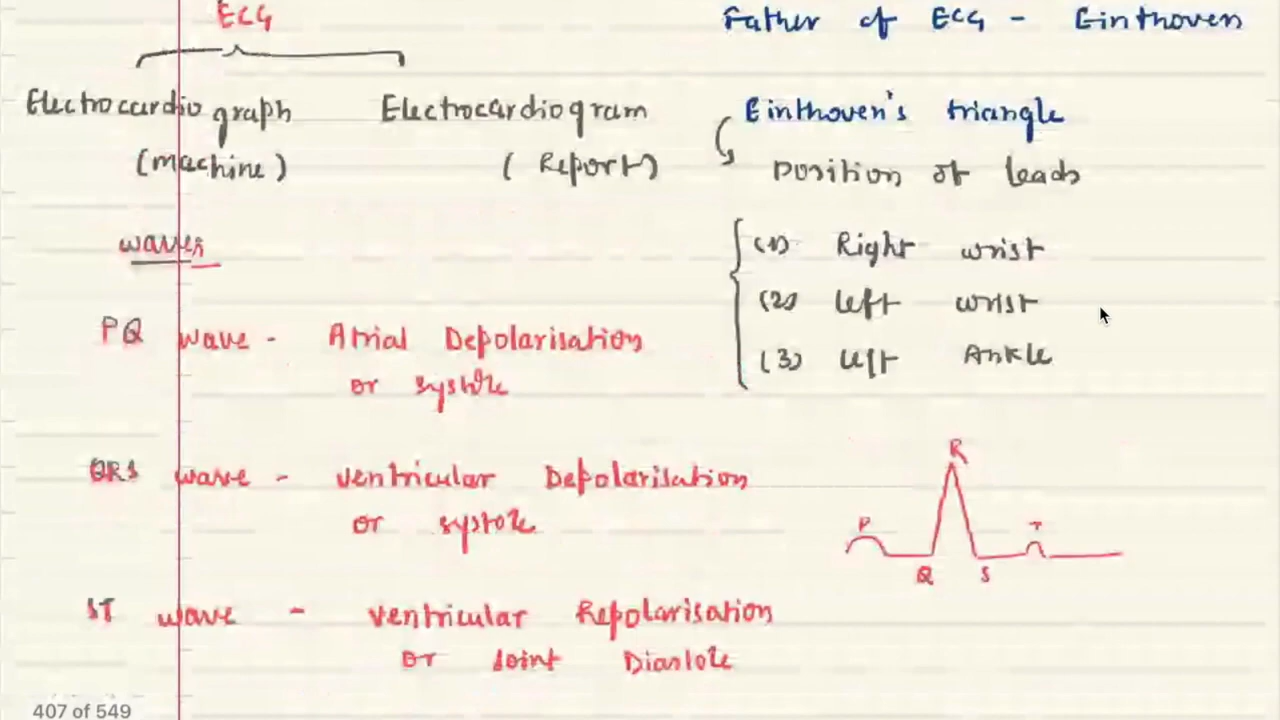 ECG
Father of ECG - Einthoven
Electrocardiograph
(machine)
Electrocardiogram
(Report)
Einthoven's triangle
Position of leads
(1) Right wrist
(2) left wrist
(3) left Ankle
waves
PQ wave - Atrial Depolarisation
or systole
QRS wave - ventricular Depolarisation
or systole
ST wave - ventricular Repolarisation
or Joint Diastole
P
R
T
Q
S
407 of 549